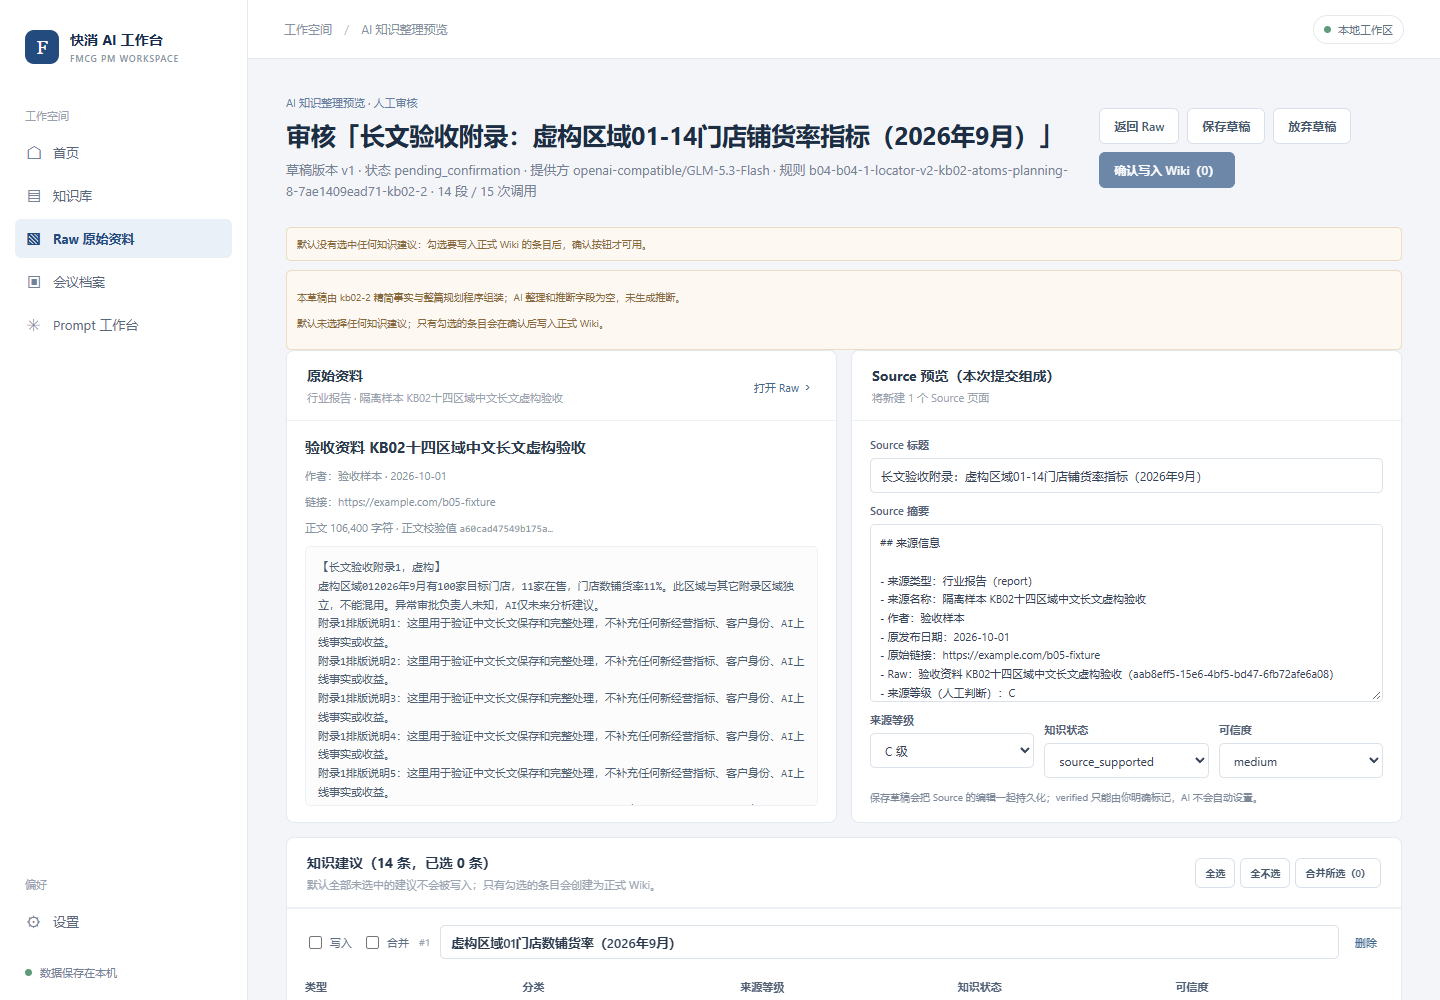 F
快消 AI 工作台
FMCG PM WORKSPACE
工作空间
首页
知识库
Raw 原始资料
会议档案
Prompt 工作台
偏好
设置
数据保存在本机
工作空间 / AI 知识整理预览
本地工作区
AI 知识整理预览 · 人工审核
审核「长文验收附录：虚构区域01-14门店铺货率指标（2026年9月）」
草稿版本 v1 · 状态 pending_confirmation · 提供方 openai-compatible/GLM-5.3-Flash · 规则 b04-b04-1-locator-v2-kb02-atoms-planning-
8-7ae1409ead71-kb02-2 · 14 段 / 15 次调用
返回 Raw
保存草稿
放弃草稿
确认写入 Wiki（0）
默认没有选中任何知识建议：勾选要写入正式 Wiki 的条目后，确认按钮才可用。
本草稿由 kb02-2 精简事实与整篇规划程序组装；AI 整理和推断字段为空，未生成推断。
默认未选择任何知识建议；只有勾选的条目会在确认后写入正式 Wiki。
原始资料
行业报告 · 隔离样本 KB02十四区域中文长文虚构验收
打开 Raw ›
验收资料 KB02十四区域中文长文虚构验收
作者：验收样本 · 2026-10-01
链接：https://example.com/b05-fixture
正文 106,400 字符 · 正文校验值 a60cad47549b175a…
【长文验收附录1，虚构】
虚构区域012026年9月有100家目标门店，11家在售，门店数铺货率11%。此区域与其它附录区域独
立，不能混用。异常审批负责人未知，AI仅未来分析建议。
附录1排版说明1：这里用于验证中文长文保存和完整处理，不补充任何新经营指标、客户身份、AI上
线事实或收益。
附录1排版说明2：这里用于验证中文长文保存和完整处理，不补充任何新经营指标、客户身份、AI上
线事实或收益。
附录1排版说明3：这里用于验证中文长文保存和完整处理，不补充任何新经营指标、客户身份、AI上
线事实或收益。
附录1排版说明4：这里用于验证中文长文保存和完整处理，不补充任何新经营指标、客户身份、AI上
线事实或收益。
附录1排版说明5：这里用于验证中文长文保存和完整处理，不补充任何新经营指标、客户身份、AI上
线事实或收益。
Source 预览（本次提交组成）
将新建 1 个 Source 页面
Source 标题
长文验收附录：虚构区域01-14门店铺货率指标（2026年9月）
Source 摘要
## 来源信息
- 来源类型：行业报告（report）
- 来源名称：隔离样本 KB02十四区域中文长文虚构验收
- 作者：验收样本
- 原发布日期：2026-10-01
- 原始链接：https://example.com/b05-fixture
- Raw：验收资料 KB02十四区域中文长文虚构验收（aab8eff5-15e6-4bf5-bd47-6fb72afe6a08）
- 来源等级（人工判断）：C
来源等级
知识状态
可信度
C 级
source_supported
medium
保存草稿会把 Source 的编辑一起持久化；verified 只能由你明确标记，AI 不会自动设置。
知识建议（14 条，已选 0 条）
默认全部未选中的建议不会被写入；只有勾选的条目会创建为正式 Wiki。
全选
全不选
合并所选（0）
写入
合并
#1
虚构区域01门店数铺货率（2026年9月）
删除
类型
分类
来源等级
知识状态
可信度